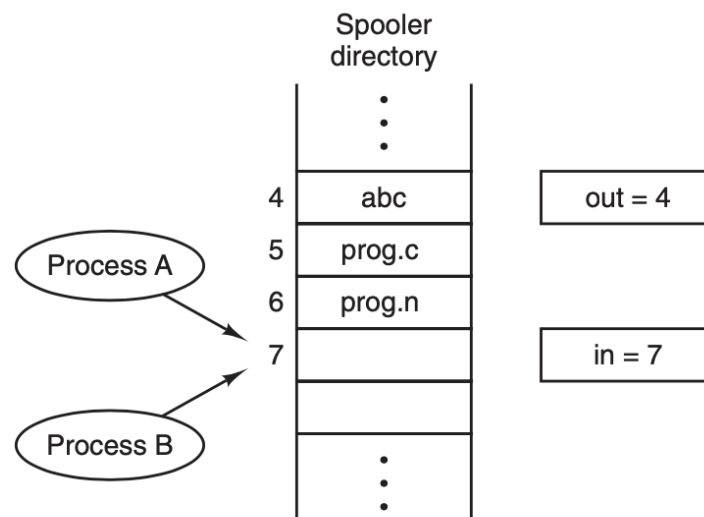 Spooler
directory
4 abc out = 4
Process A
5 prog.c
6 prog.n
7 in = 7
Process B